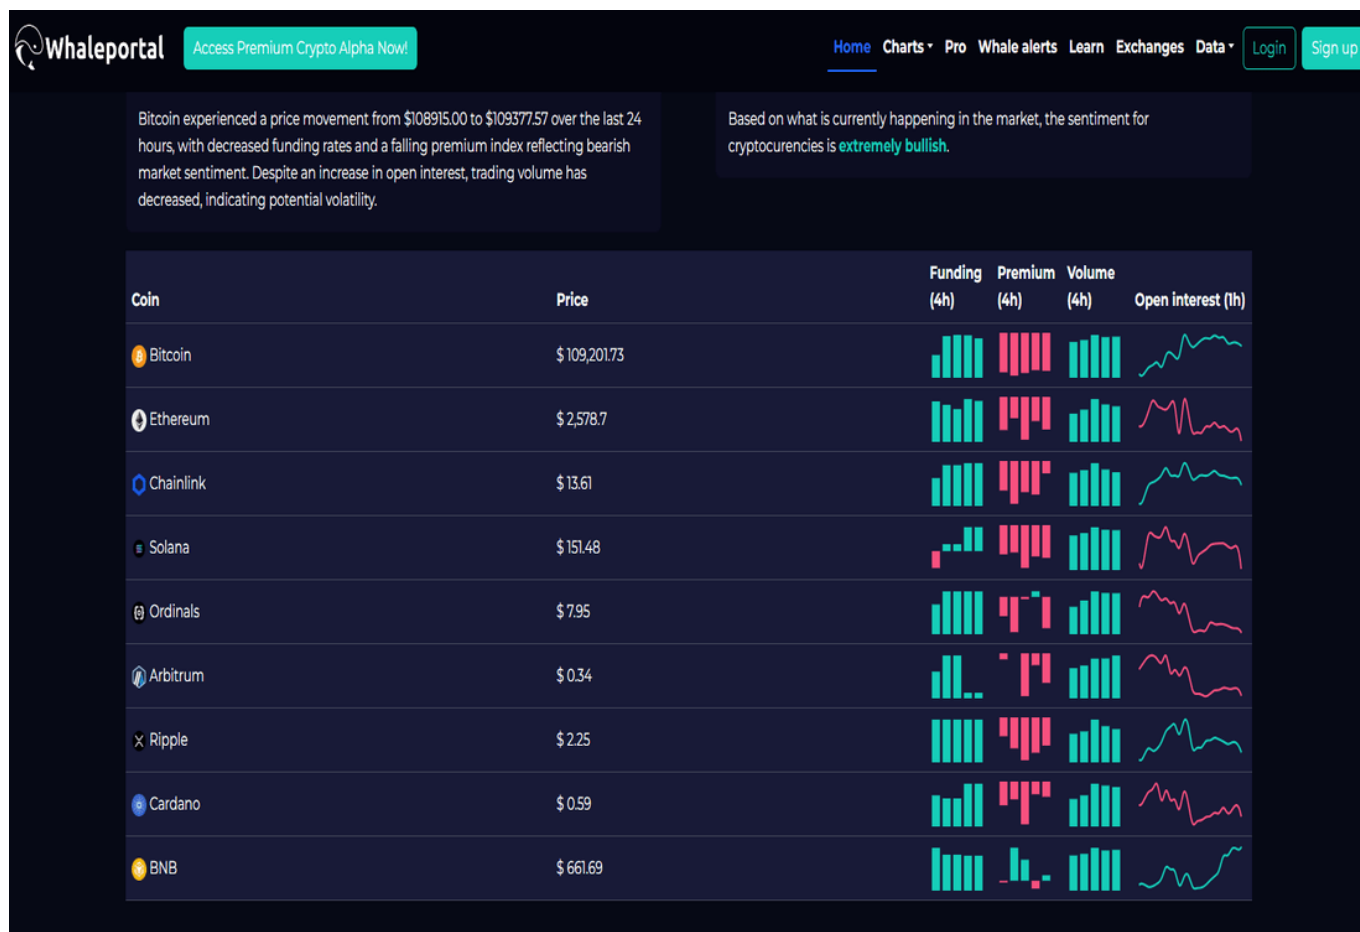 Whaleportal
Access Premium Crypto Alpha Now!
Home Charts Pro Whale alerts Learn Exchanges Data Login Sign up
Bitcoin experienced a price movement from $108915.00 to $109377.57 over the last 24
hours, with decreased funding rates and a falling premium index reflecting bearish
market sentiment. Despite an increase in open interest, trading volume has
decreased, indicating potential volatility.
Based on what is currently happening in the market, the sentiment for
cryptocurencies is extremely bullish.
Coin Price Funding (4h) Premium (4h) Volume (4h) Open interest (1h)
Bitcoin $ 109,201.73
Ethereum $ 2,578.7
Chainlink $ 13.61
Solana $ 151.48
Ordinals $ 7.95
Arbitrum $ 0.34
Ripple $ 2.25
Cardano $ 0.59
BNB $ 661.69